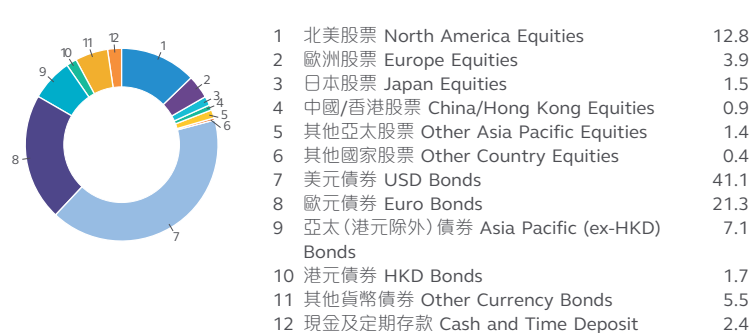 1 北美股票 North America Equities 12.8
2 歐洲股票 Europe Equities 3.9
3 日本股票 Japan Equities 1.5
4 中國/香港股票 China/Hong Kong Equities 0.9
5 其他亞太股票 Other Asia Pacific Equities 1.4
6 其他國家股票 Other Country Equities 0.4
7 美元債券 USD Bonds 41.1
8 歐元債券 Euro Bonds 21.3
9 亞太(港元除外)債券 Asia Pacific (ex-HKD) 7.1
Bonds
10 港元債券 HKD Bonds 1.7
11 其他貨幣債券 Other Currency Bonds 5.5
12 現金及定期存款 Cash and Time Deposit 2.4
1
2
3
4
5
6
7
8
9
10
11
12